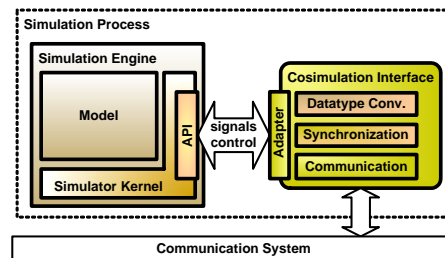 Simulation Process
Simulation Engine
Model
Simulator Kernel
API
signals
control
Adapter
Cosimulation Interface
Datatype Conv.
Synchronization
Communication
Communication System